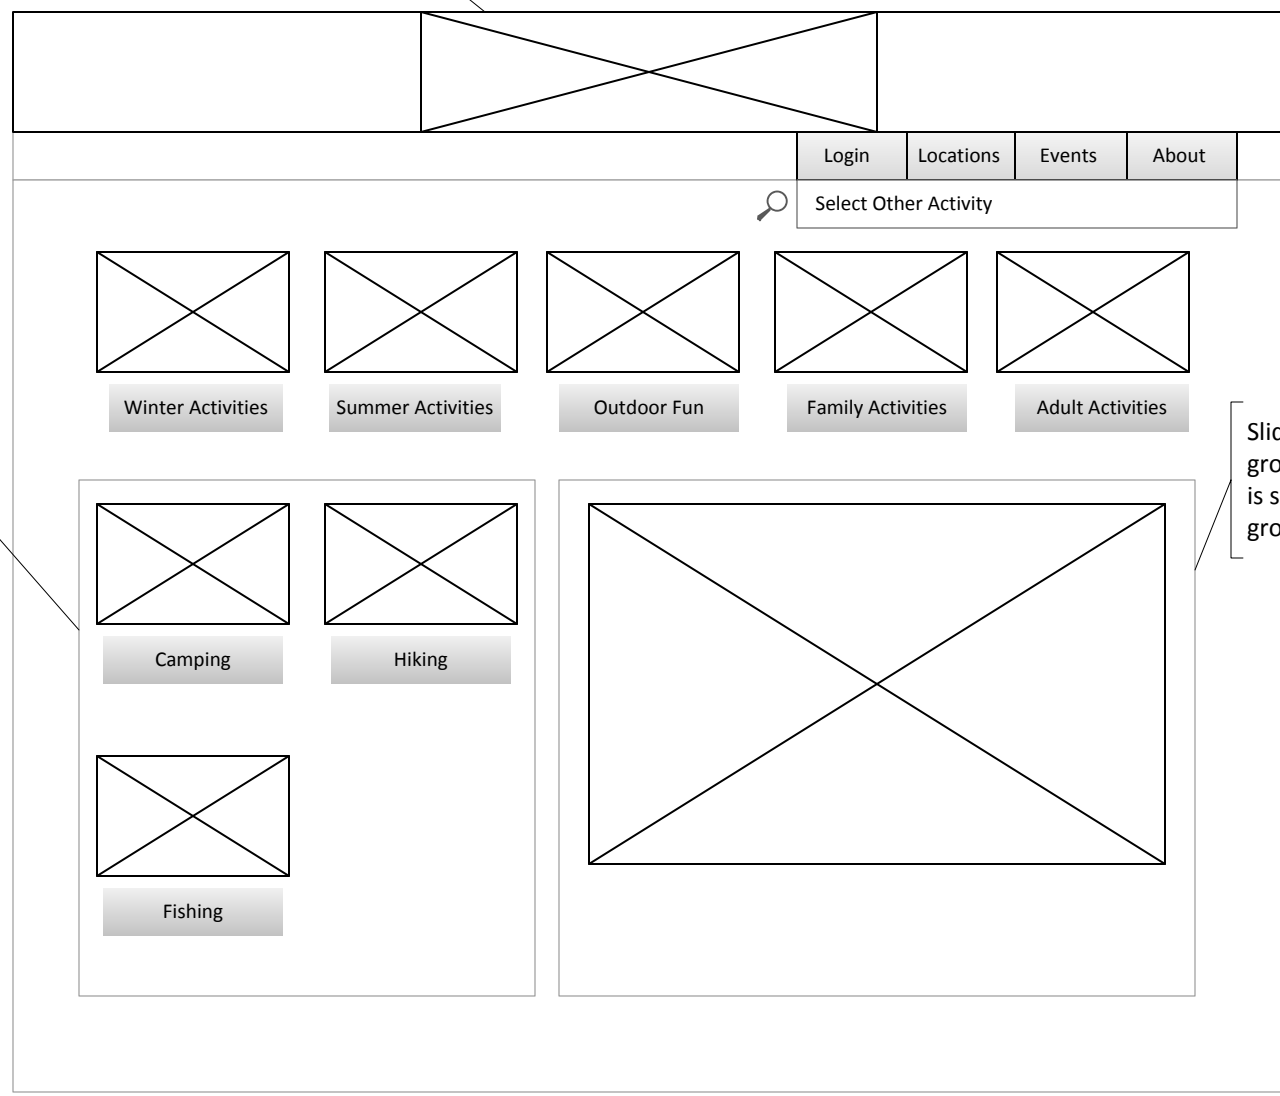 Login
Locations
Events
About
Select Other Activity
Winter Activities
Summer Activities
Outdoor Fun
Family Activities
Adult Activities
Camping
Hiking
Fishing
is